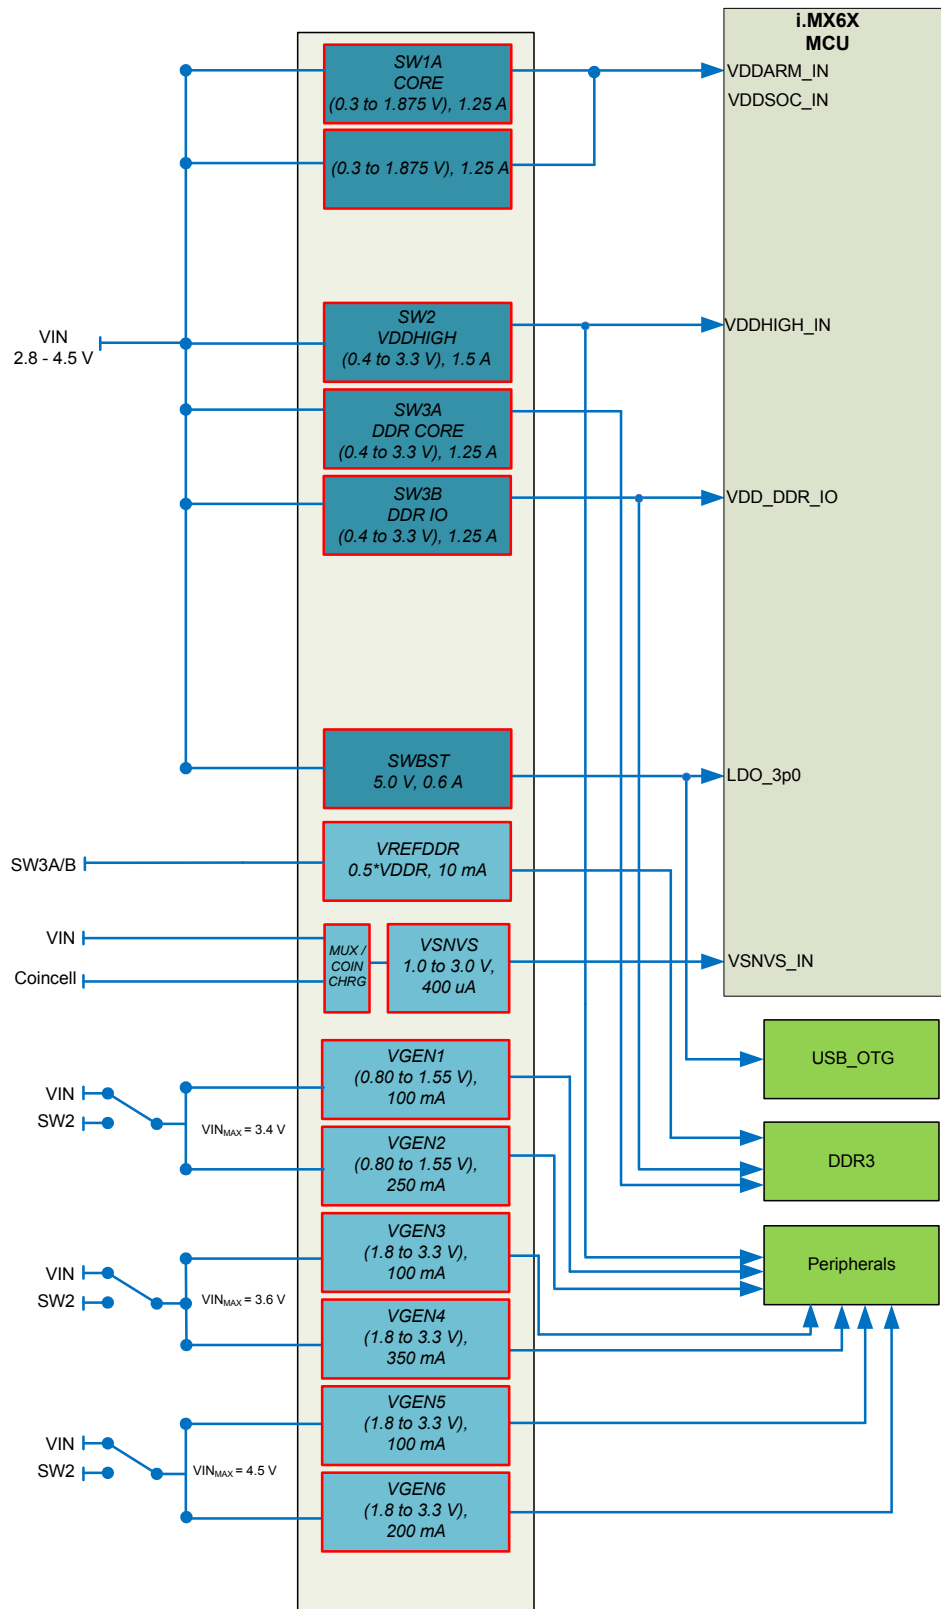 i.MX6X
MCU
SW1A
CORE
(0.3 to 1.875 V), 1.25 A
VDDARM_IN
VDDSOC_IN
(0.3 to 1.875 V), 1.25 A
VIN
2.8 - 4.5 V
SW2
VDDHIGH
(0.4 to 3.3 V), 1.5 A
VDDHIGH_IN
SW3A
DDR CORE
(0.4 to 3.3 V), 1.25 A
SW3B
DDR IO
(0.4 to 3.3 V), 1.25 A
VDD_DDR_IO
SWBST
5.0 V, 0.6 A
LDO_3p0
SW3A/B
VREFDDR
0.5*VDDR, 10 mA
VIN
Coincell
MUX /
COIN
CHRG
VSNVS
1.0 to 3.0 V,
400 uA
VSNVS_IN
USB_OTG
VIN
SW2
VINMAX = 3.4 V
VGEN1
(0.80 to 1.55 V),
100 mA
VGEN2
(0.80 to 1.55 V),
250 mA
DDR3
VIN
SW2
VINMAX = 3.6 V
VGEN3
(1.8 to 3.3 V),
100 mA
VGEN4
(1.8 to 3.3 V),
350 mA
Peripherals
VIN
SW2
VINMAX = 4.5 V
VGEN5
(1.8 to 3.3 V),
100 mA
VGEN6
(1.8 to 3.3 V),
200 mA